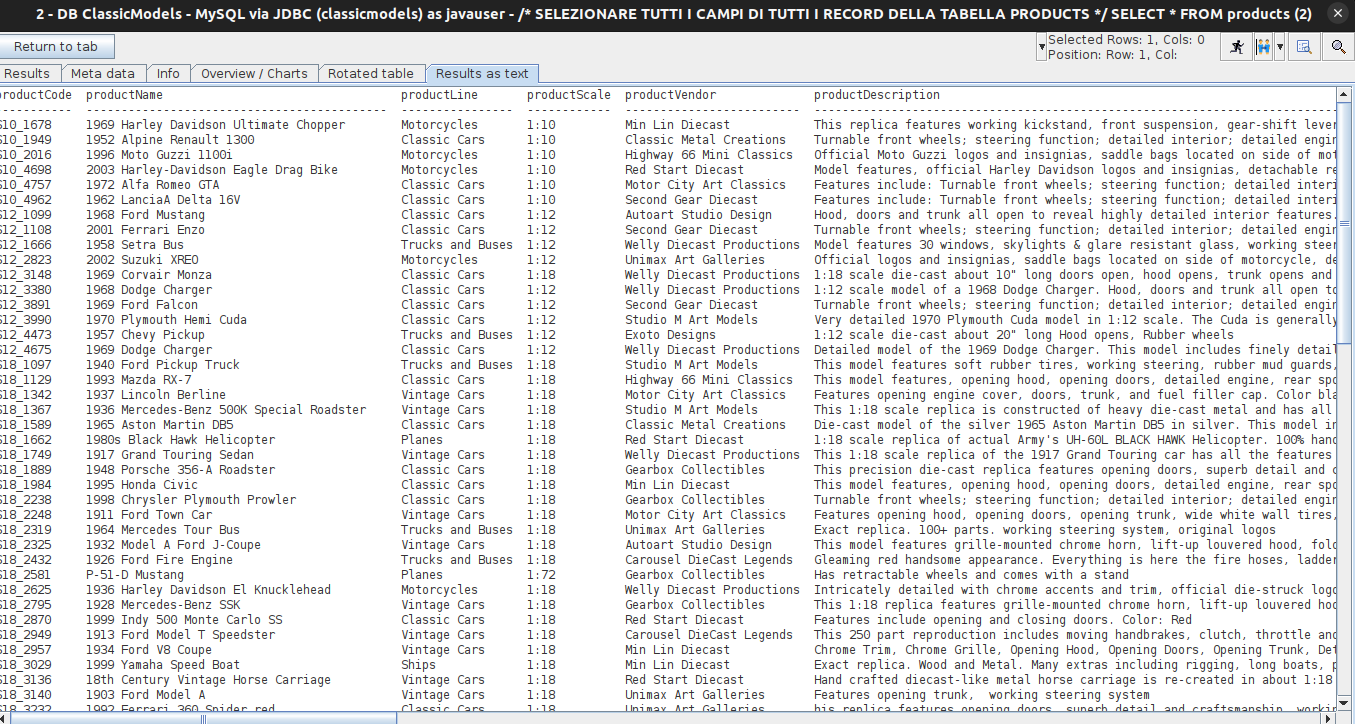 2 - DB ClassicModels - MySQL via JDBC (classicmodels) as javauser - /* SELEZIONARE TUTTI I CAMPI DI TUTTI I RECORD DELLA TABELLA PRODUCTS */ SELECT * FROM products (2)
Return to tab
Selected Rows: 1, Cols: 0
Position: Row: 1, Col:
Results Meta data Info Overview / Charts Rotated table Results as text
productCode productName productLine productScale productVendor productDescription
S10_1678 1969 Harley Davidson Ultimate Chopper Motorcycles 1:10 Min Lin Diecast This replica features working kickstand, front suspension, gear-shift lever
S10_1949 1952 Alpine Renault 1300 Classic Cars 1:10 Classic Metal Creations Turnable front wheels; steering function; detailed interior; detailed engin
S10_2016 1996 Moto Guzzi 1100i Motorcycles 1:10 Highway 66 Mini Classics Official Moto Guzzi logos and insignias, saddle bags located on side of mot
S10_4698 2003 Harley-Davidson Eagle Drag Bike Motorcycles 1:10 Red Start Diecast Model features, official Harley Davidson logos and insignias, detachable re
S10_4757 1972 Alfa Romeo GTA Classic Cars 1:10 Motor City Art Classics Features include: Turnable front wheels; steering function; detailed interi
S10_4962 1962 LanciaA Delta 16V Classic Cars 1:10 Second Gear Diecast Features include: Turnable front wheels; steering function; detailed interi
S12_1099 1968 Ford Mustang Classic Cars 1:12 Autoart Studio Design Hood, doors and trunk all open to reveal highly detailed interior features.
S12_1108 2001 Ferrari Enzo Classic Cars 1:12 Second Gear Diecast Turnable front wheels; steering function; detailed interior; detailed engin
S12_1666 1958 Setra Bus Trucks and Buses 1:12 Welly Diecast Productions Model features 30 windows, skylights & glare resistant glass, working steer
S12_2823 2002 Suzuki XREO Motorcycles 1:12 Unimax Art Galleries Official logos and insignias, saddle bags located on side of motorcycle, de
S12_3148 1969 Corvair Monza Classic Cars 1:18 Welly Diecast Productions 1:18 scale die-cast about 10" long doors open, hood opens, trunk opens and
S12_3380 1968 Dodge Charger Classic Cars 1:12 Welly Diecast Productions 1:12 scale model of a 1968 Dodge Charger. Hood, doors and trunk all open to
S12_3891 1969 Ford Falcon Classic Cars 1:12 Second Gear Diecast Turnable front wheels; steering function; detailed interior; detailed engin
S12_3990 1970 Plymouth Hemi Cuda Classic Cars 1:12 Studio M Art Models Very detailed 1970 Plymouth Cuda model in 1:12 scale. The Cuda is generally
S12_4473 1957 Chevy Pickup Trucks and Buses 1:12 Exoto Designs 1:12 scale die-cast about 20" long Hood opens, Rubber wheels
S12_4675 1969 Dodge Charger Classic Cars 1:12 Welly Diecast Productions Detailed model of the 1969 Dodge Charger. This model includes finely detail
S18_1097 1940 Ford Pickup Truck Trucks and Buses 1:18 Studio M Art Models This model features soft rubber tires, working steering, rubber mud guards,
S18_1129 1993 Mazda RX-7 Classic Cars 1:18 Highway 66 Mini Classics This model features, opening hood, opening doors, detailed engine, rear spo
S18_1342 1937 Lincoln Berline Vintage Cars 1:18 Motor City Art Classics Features opening engine cover, doors, trunk, and fuel filler cap. Color bla
S18_1367 1936 Mercedes-Benz 500K Special Roadster Vintage Cars 1:18 Studio M Art Models This 1:18 scale replica is constructed of heavy die-cast metal and has all
S18_1589 1965 Aston Martin DB5 Classic Cars 1:18 Classic Metal Creations Die-cast model of the silver 1965 Aston Martin DB5 in silver. This model in
S18_1662 1980s Black Hawk Helicopter Planes 1:18 Red Start Diecast 1:18 scale replica of actual Army's UH-60L BLACK HAWK Helicopter. 100% hand
S18_1749 1917 Grand Touring Sedan Vintage Cars 1:18 Welly Diecast Productions This 1:18 scale replica of the 1917 Grand Touring car has all the features
S18_1889 1948 Porsche 356-A Roadster Classic Cars 1:18 Gearbox Collectibles This precision die-cast replica features opening doors, superb detail and c
S18_1984 1995 Honda Civic Classic Cars 1:18 Min Lin Diecast This model features, opening hood, opening doors, detailed engine, rear spo
S18_2238 1998 Chrysler Plymouth Prowler Classic Cars 1:18 Gearbox Collectibles Turnable front wheels; steering function; detailed interior; detailed engin
S18_2248 1911 Ford Town Car Vintage Cars 1:18 Motor City Art Classics Features opening hood, opening doors, opening trunk, wide white wall tires,
S18_2319 1964 Mercedes Tour Bus Trucks and Buses 1:18 Unimax Art Galleries Exact replica. 100+ parts. working steering system, original logos
S18_2325 1932 Model A Ford J-Coupe Vintage Cars 1:18 Autoart Studio Design This model features grille-mounted chrome horn, lift-up louvered hood, fold
S18_2432 1926 Ford Fire Engine Trucks and Buses 1:18 Carousel DieCast Legends Gleaming red handsome appearance. Everything is here the fire hoses, ladder
S18_2581 P-51-D Mustang Planes 1:72 Gearbox Collectibles Has retractable wheels and comes with a stand
S18_2625 1936 Harley Davidson El Knucklehead Motorcycles 1:18 Welly Diecast Productions Intricately detailed with chrome accents and trim, official die-struck logo
S18_2795 1928 Mercedes-Benz SSK Vintage Cars 1:18 Gearbox Collectibles This 1:18 replica features grille-mounted chrome horn, lift-up louvered hoo
S18_2870 1999 Indy 500 Monte Carlo SS Classic Cars 1:18 Red Start Diecast Features include opening and closing doors. Color: Red
S18_2949 1913 Ford Model T Speedster Vintage Cars 1:18 Carousel DieCast Legends This 250 part reproduction includes moving handbrakes, clutch, throttle and
S18_2957 1934 Ford V8 Coupe Vintage Cars 1:18 Min Lin Diecast Chrome Trim, Chrome Grille, Opening Hood, Opening Doors, Opening Trunk, Det
S18_3029 1999 Yamaha Speed Boat Ships 1:18 Min Lin Diecast Exact replica. Wood and Metal. Many extras including rigging, long boats, p
S18_3136 18th Century Vintage Horse Carriage Vintage Cars 1:18 Red Start Diecast Hand crafted diecast-like metal horse carriage is re-created in about 1:18
S18_3140 1903 Ford Model A Vintage Cars 1:18 Unimax Art Galleries Features opening trunk, working steering system
S18_3232 1992 Ferrari 360 Spider red Classic Cars 1:18 Unimax Art Galleries his replica features opening doors, superb detail and craftsmanship, workin